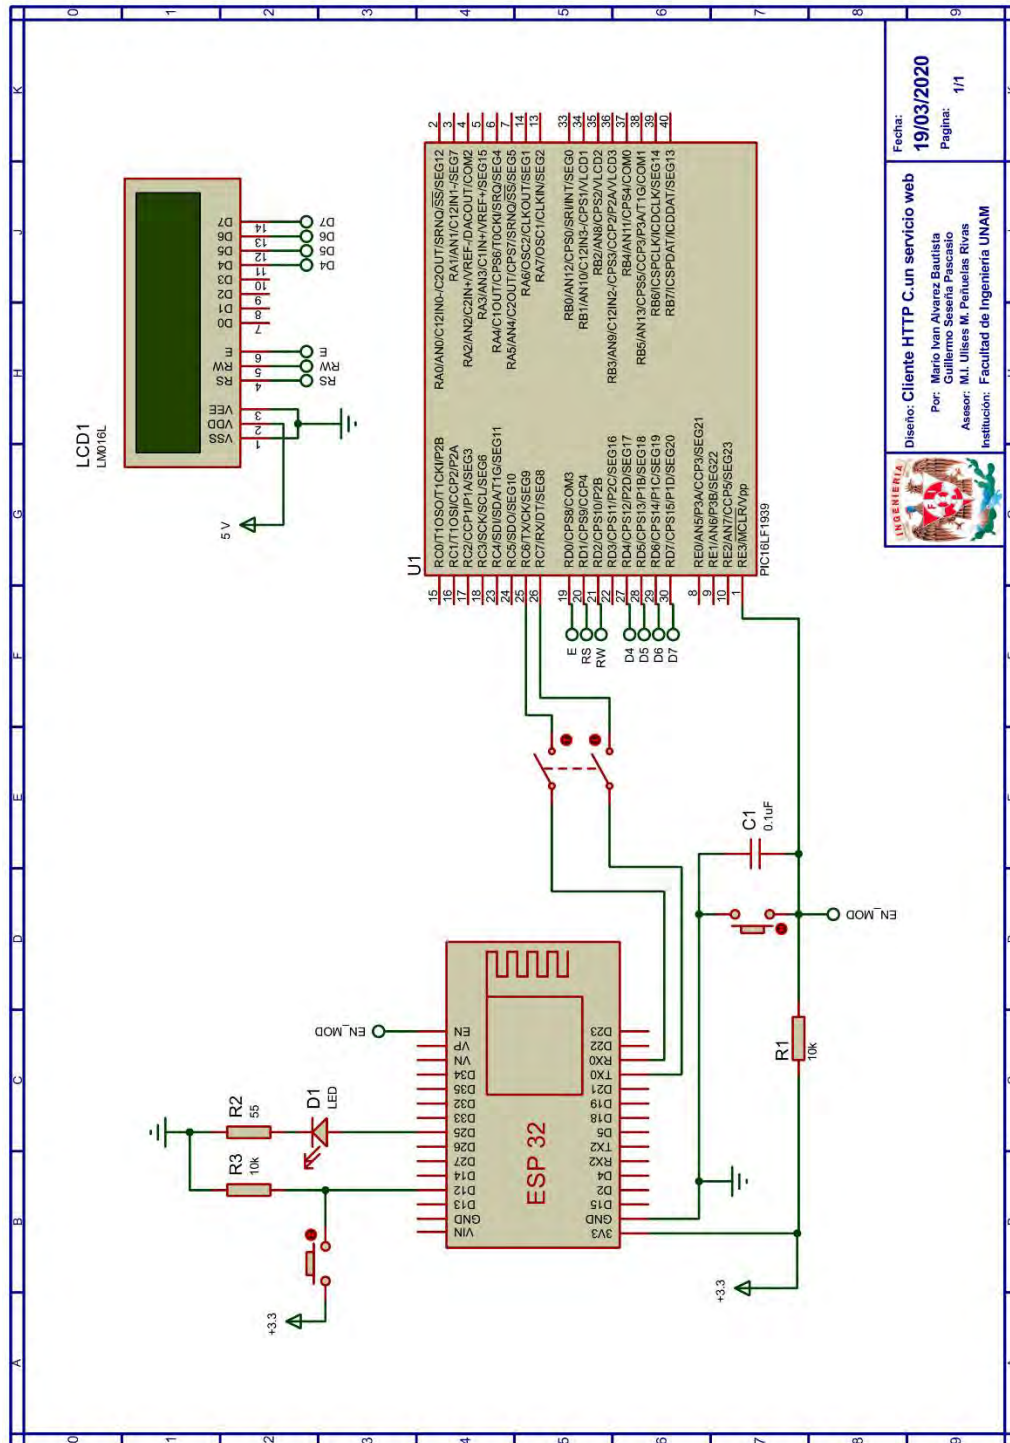 0
1
2
3
4
5
6
7
8
9
A
B
C
D
E
F
G
H
J
K
LCD1
LM016L
VSS
VDD
VEE
RS
RW
E
D0
D1
D2
D3
D4
D5
D6
D7
1
2
3
4
5
6
7
8
9
10
11
12
13
14
RS
RW
E
D4
D5
D6
D7
5 V
U1
15 RC0/T1OSO/T1CKI/P2B
16 RC1/T1OSI/CCP2/P2A
17 RC2/CCP1/P1A/SEG3
18 RC3/SCK/SCL/SEG6
23 RC4/SDI/SDA/T1G/SEG11
24 RC5/SDO/SEG10
25 RC6/TX/CK/SEG9
26 RC7/RX/DT/SEG8
19 RD0/CPS8/COM3
20 RD1/CPS9/CCP4
21 RD2/CPS10/P2B
22 RD3/CPS11/P2C/SEG16
27 RD4/CPS12/P2D/SEG17
28 RD5/CPS13/P1B/SEG18
29 RD6/CPS14/P1C/SEG19
30 RD7/CPS15/P1D/SEG20
8 RE0/AN5/P3A/CCP3/SEG21
9 RE1/AN6/P3B/SEG22
10 RE2/AN7/CCP5/SEG23
1 RE3/MCLR/Vpp
RA0/AN0/C12IN0-/C2OUT/SRNQ/SS/SEG12 2
RA1/AN1/C12IN1-/SEG7 3
RA2/AN2/C2IN+/VREF-/DACOUT/COM2 4
RA3/AN3/C1IN+/VREF+/SEG15 5
RA4/C1OUT/CPS6/T0CKI/SRQ/SEG4 6
RA5/AN4/C2OUT/CPS7/SRNQ/SS/SEG5 7
RA6/OSC2/CLKOUT/SEG1 14
RA7/OSC1/CLKIN/SEG2 13
RB0/AN12/CPS0/SRI/INT/SEG0 33
RB1/AN10/C12IN3-/CPS1/VLCD1 34
RB2/AN8/CPS2/VLCD2 35
RB3/AN9/C12IN2-/CPS3/CCP2/P2A/VLCD3 36
RB4/AN11/CPS4/COM0 37
RB5/AN13/CPS5/CCP3/P3A/T1G/COM1 38
RB6/ICSPCLK/ICDCLK/SEG14 39
RB7/ICSPDAT/ICDDAT/SEG13 40
PIC16LF1939
E
RS
RW
D4
D5
D6
D7
R2
55
R3
10k
D1
LED
EN_MOD
+3.3
VIN
GND
D13
D12
D14
D27
D26
D25
D33
D32
D35
D34
VN
VP
EN
ESP 32
3V3
GND
D15
D2
D4
RX2
TX2
D5
D18
D19
D21
TX0
RX0
D22
D23
+3.3
R1
10k
C1
0.1uF
EN_MOD
INGENIERIA
Diseño: Cliente HTTP C.un servicio web
Por: Mario Ivan Alvarez Bautista
Guillermo Seseña Pascasio
Asesor: M.I. Ulises M. Peñuelas Rivas
Institución: Facultad de Ingeniería UNAM
Fecha:
19/03/2020
Pagina:
1/1
0
1
2
3
4
5
6
7
8
9